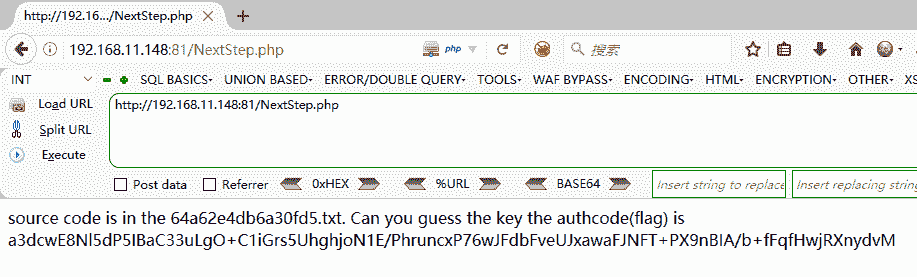 http://192.16.../NextStep.php
192.168.11.148:81/NextStep.php
php
搜索
INT
SQL BASICS UNION BASED ERROR/DOUBLE QUERY TOOLS WAF BYPASS ENCODING HTML ENCRYPTION OTHER XS
Load URL
http://192.168.11.148:81/NextStep.php
Split URL
Execute
Post data Referrer 0xHEX %URL BASE64 Insert string to replace Insert replacing string
source code is in the 64a62e4db6a30fd5.txt. Can you guess the key the authcode(flag) is
a3dcwE8Nl5dP5IBaC33uLgO+C1iGrs5UhghjoN1E/PhruncxP76wJFdbFveUJxawaFJNFT+PX9nBIA/b+fFqfHwjRXnydvM